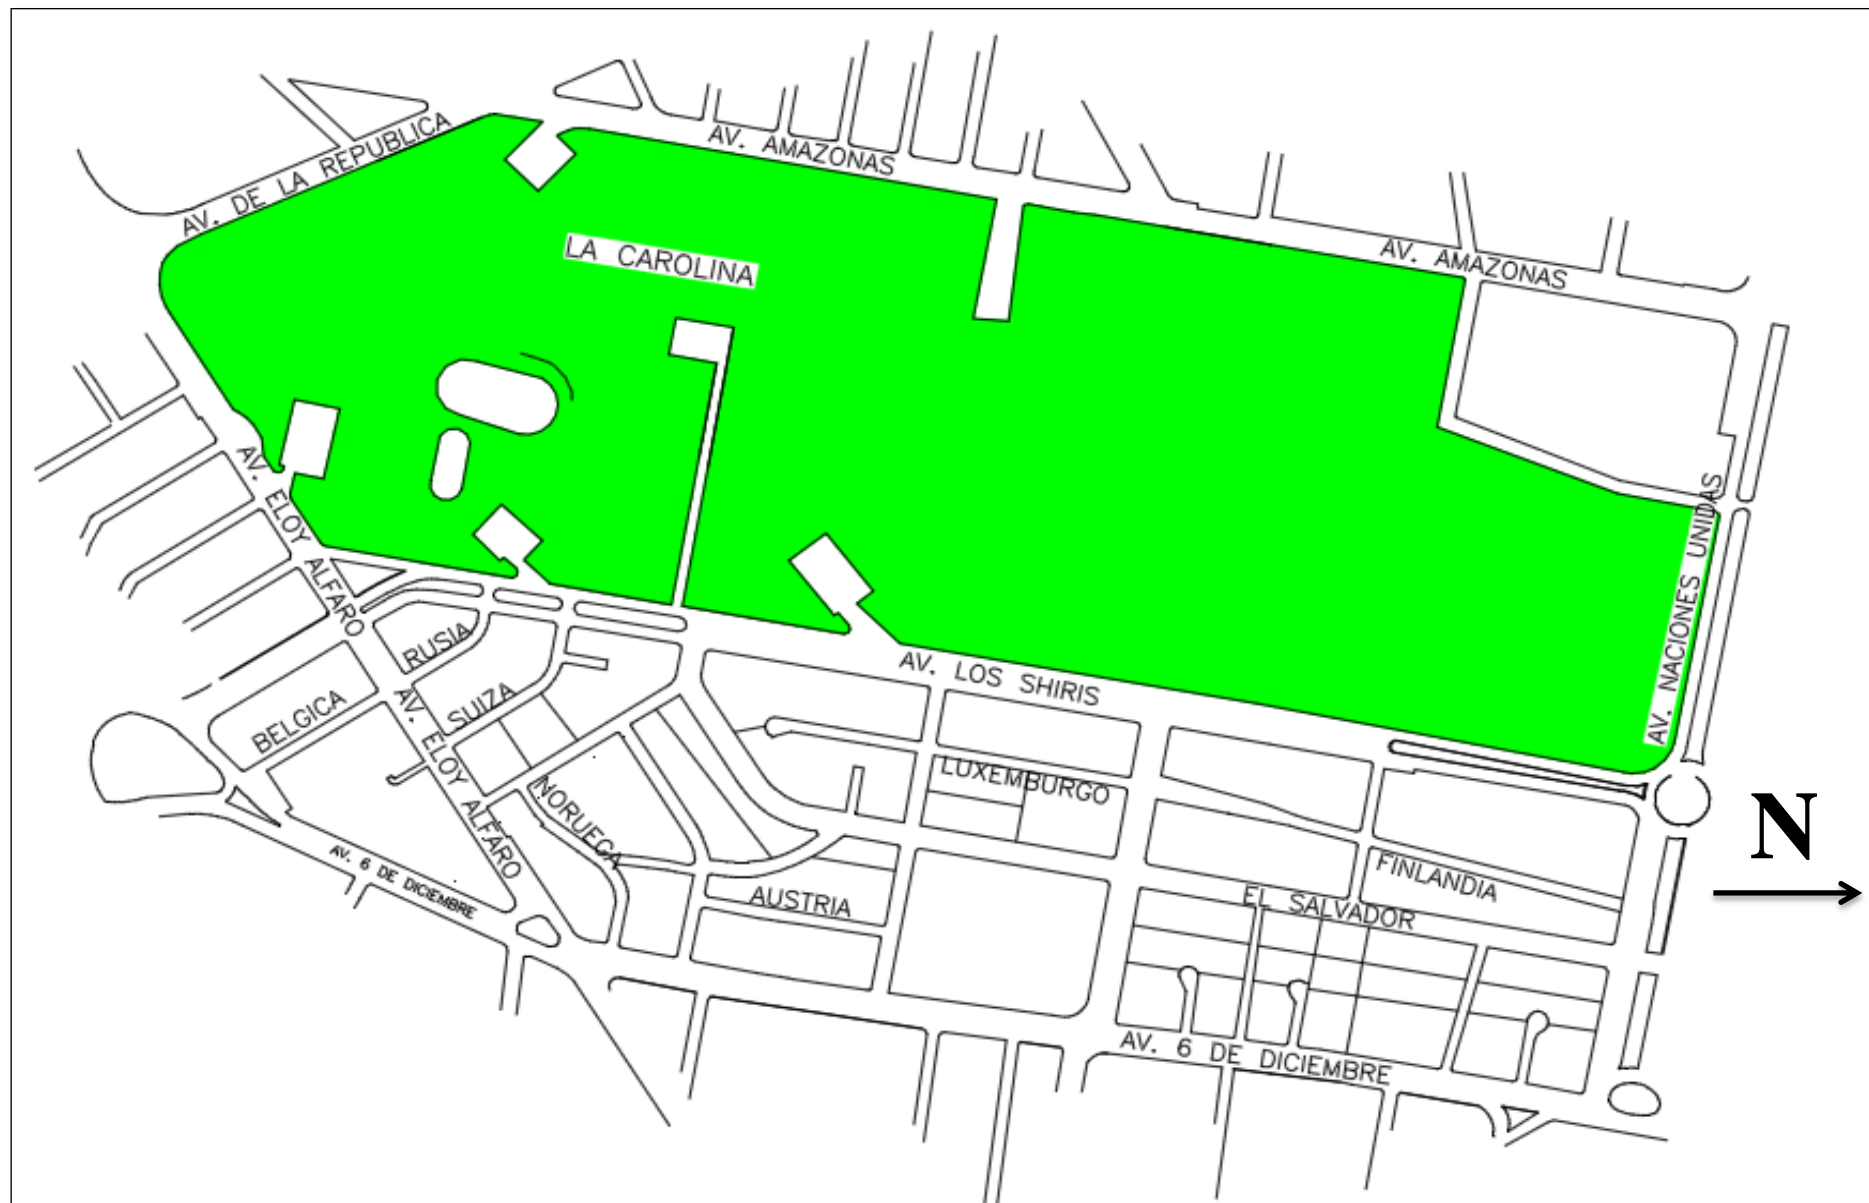 AV. DE LA REPUBLICA
AV. AMAZONAS
LA CAROLINA
AV. AMAZONAS
AV. ELOY ALFARO
AV. NACIONES UNIDAS
RUSIA
AV. LOS SHIRIS
SUIZA
BELGICA
AV. ELOY ALFARO
LUXEMBURGO
NORUEGA
N
AV. 6 DE DICIEMBRE
AUSTRIA
FINLANDIA
EL SALVADOR
AV. 6 DE DICIEMBRE